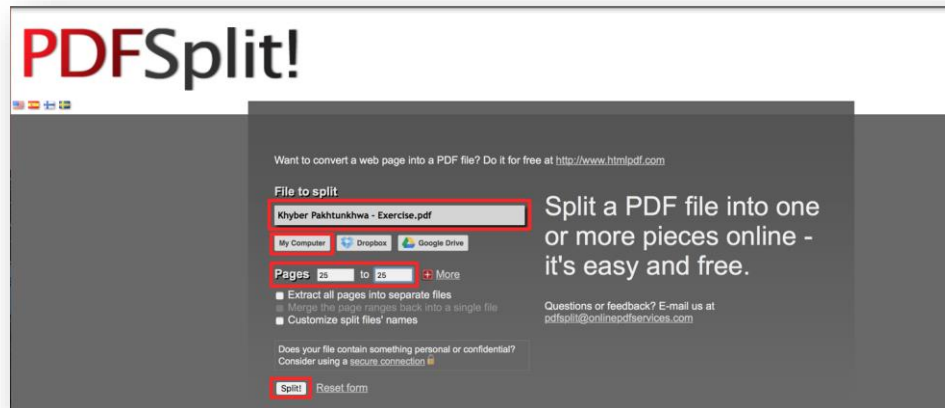 PDFSplit!
Want to convert a web page into a PDF file? Do it for free at http://www.htmlpdf.com
File to split
Khyber Pakhtunkhwa - Exercise.pdf
My Computer Dropbox Google Drive
Pages 25 to 25 More
Extract all pages into separate files
Merge the page ranges back into a single file
Customize split files' names
Does your file contain something personal or confidential?
Consider using a secure connection
Split! Reset form
Split a PDF file into one
or more pieces online -
it's easy and free.
Questions or feedback? E-mail us at
pdfsplit@onlinepdfservices.com